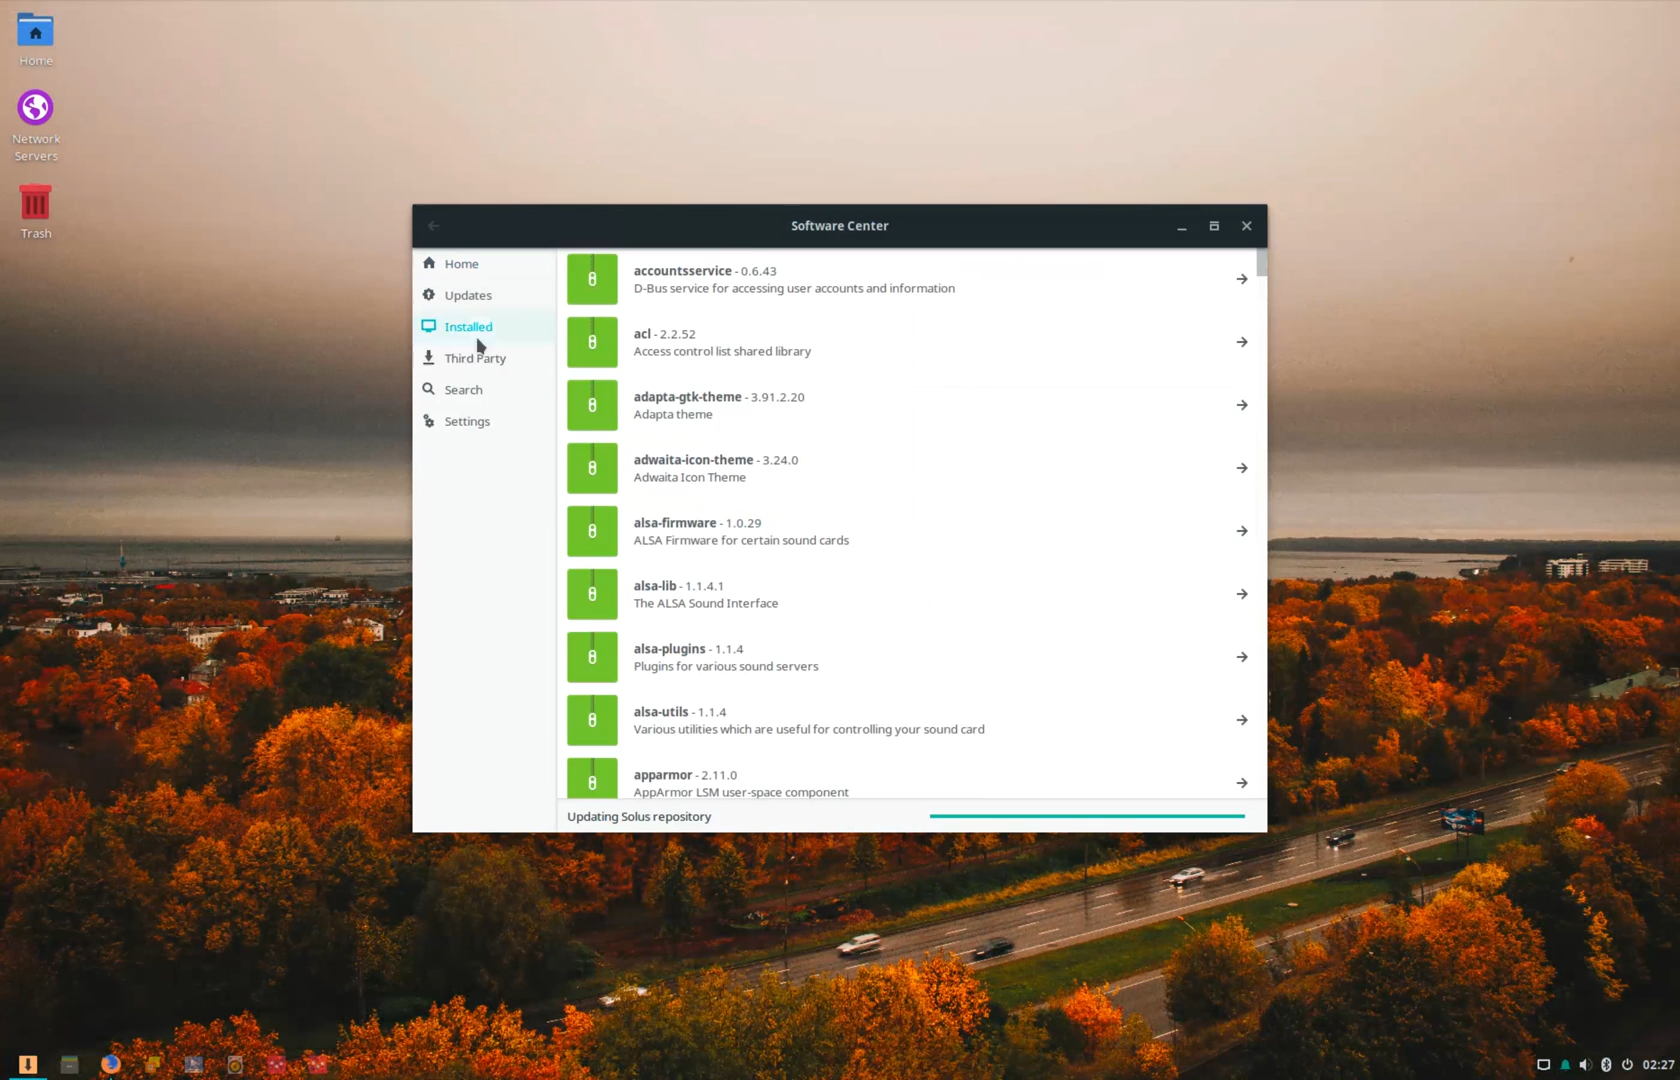 Home
Network
Servers
Trash
Software Center
Home
Updates
Installed
Third Party
Search
Settings
accountsservice - 0.6.43
D-Bus service for accessing user accounts and information
acl - 2.2.52
Access control list shared library
adapta-gtk-theme - 3.91.2.20
Adapta theme
adwaita-icon-theme - 3.24.0
Adwaita Icon Theme
alsa-firmware - 1.0.29
ALSA Firmware for certain sound cards
alsa-lib - 1.1.4.1
The ALSA Sound Interface
alsa-plugins - 1.1.4
Plugins for various sound servers
alsa-utils - 1.1.4
Various utilities which are useful for controlling your sound card
apparmor - 2.11.0
AppArmor LSM user-space component
Updating Solus repository
02:27